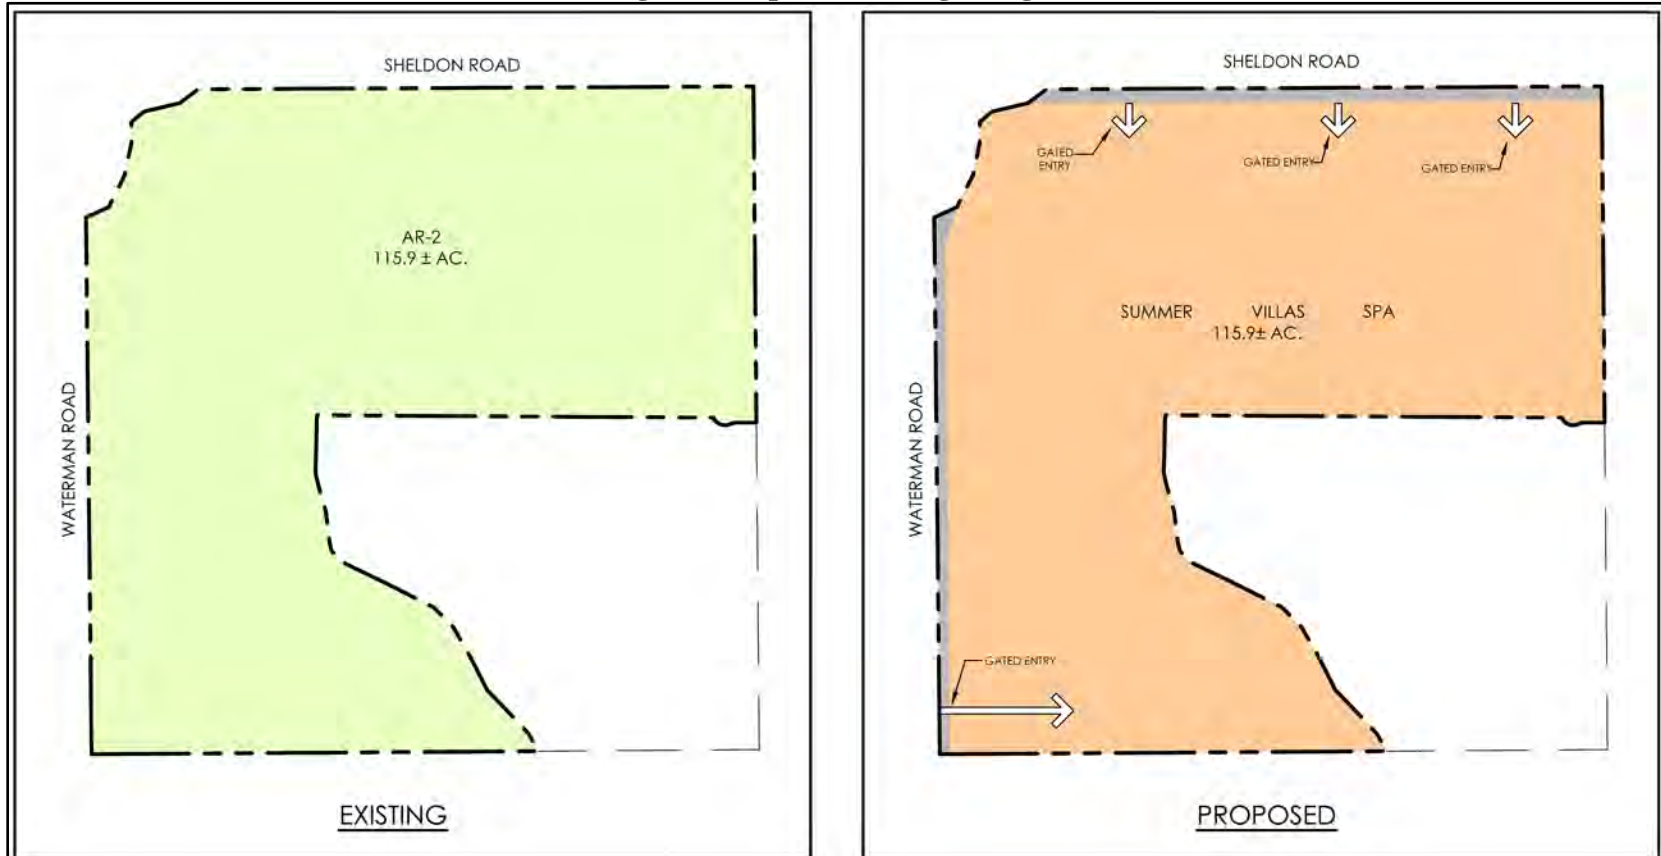 SHELDON ROAD
AR-2
115.9 ± AC.
WATERMAN ROAD
EXISTING
SHELDON ROAD
GATED
ENTRY
GATED ENTRY
GATED ENTRY
SUMMER VILLAS SPA
115.9± AC.
WATERMAN ROAD
GATED ENTRY
PROPOSED